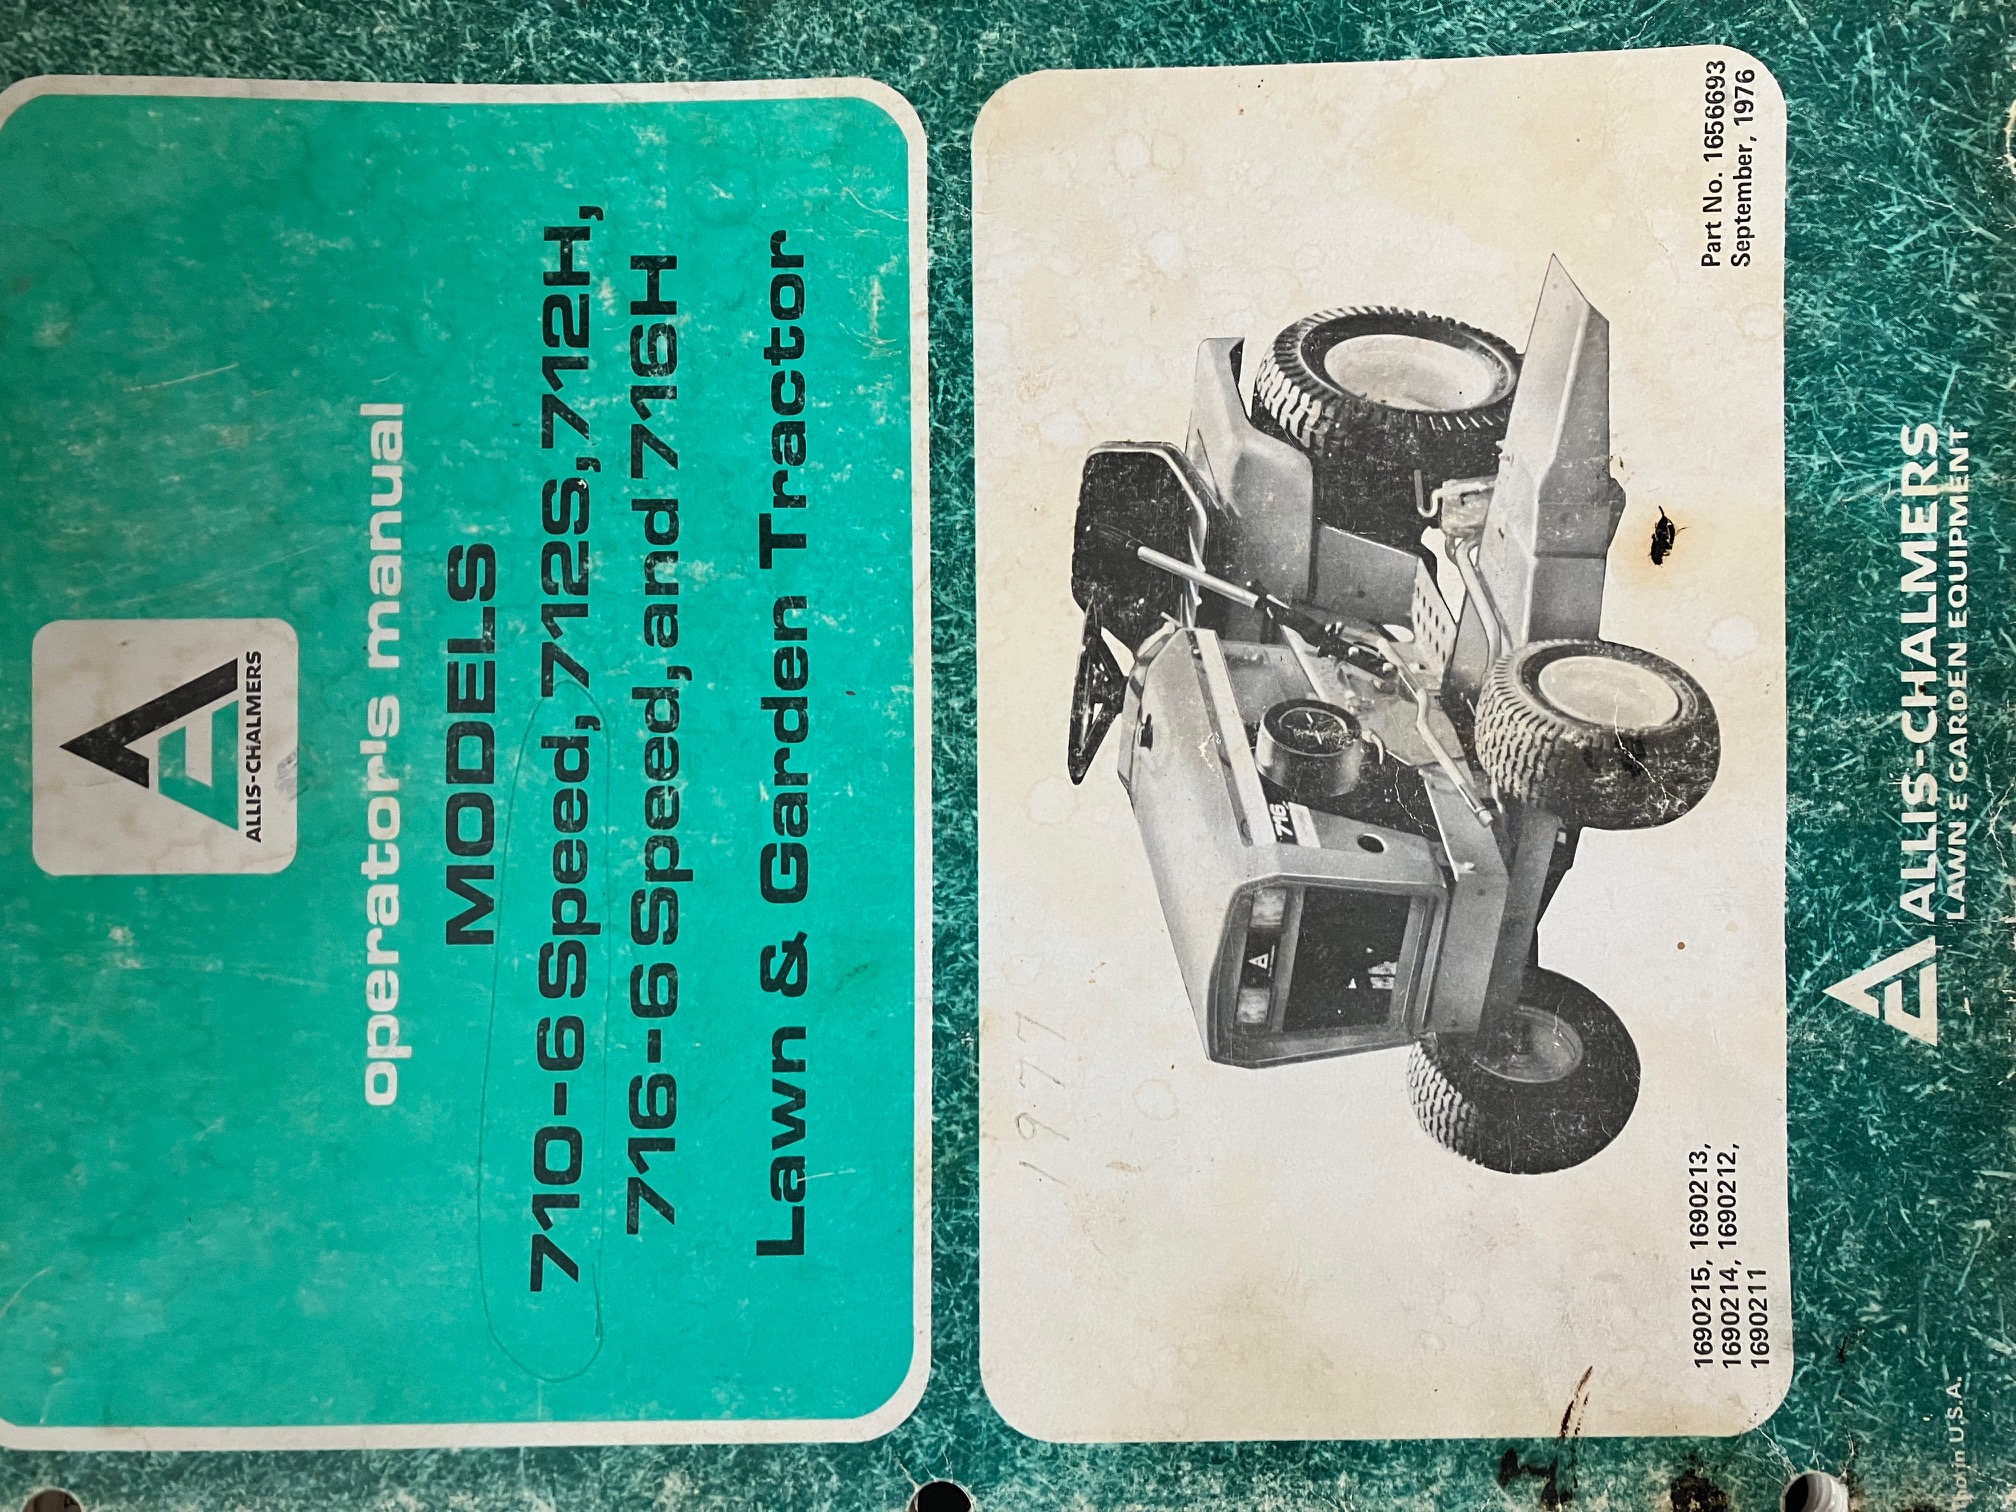 ALLIS-CHALMERS
operator's manual
MODELS
710-6 Speed, 712S, 712H,
716-6 Speed, and 716H
Lawn & Garden Tractor
1977
716
Part No. 1656693
September, 1976
1690215, 1690213,
1690214, 1690212,
1690211
ALLIS-CHALMERS
LAWN & GARDEN EQUIPMENT
in U.S.A.